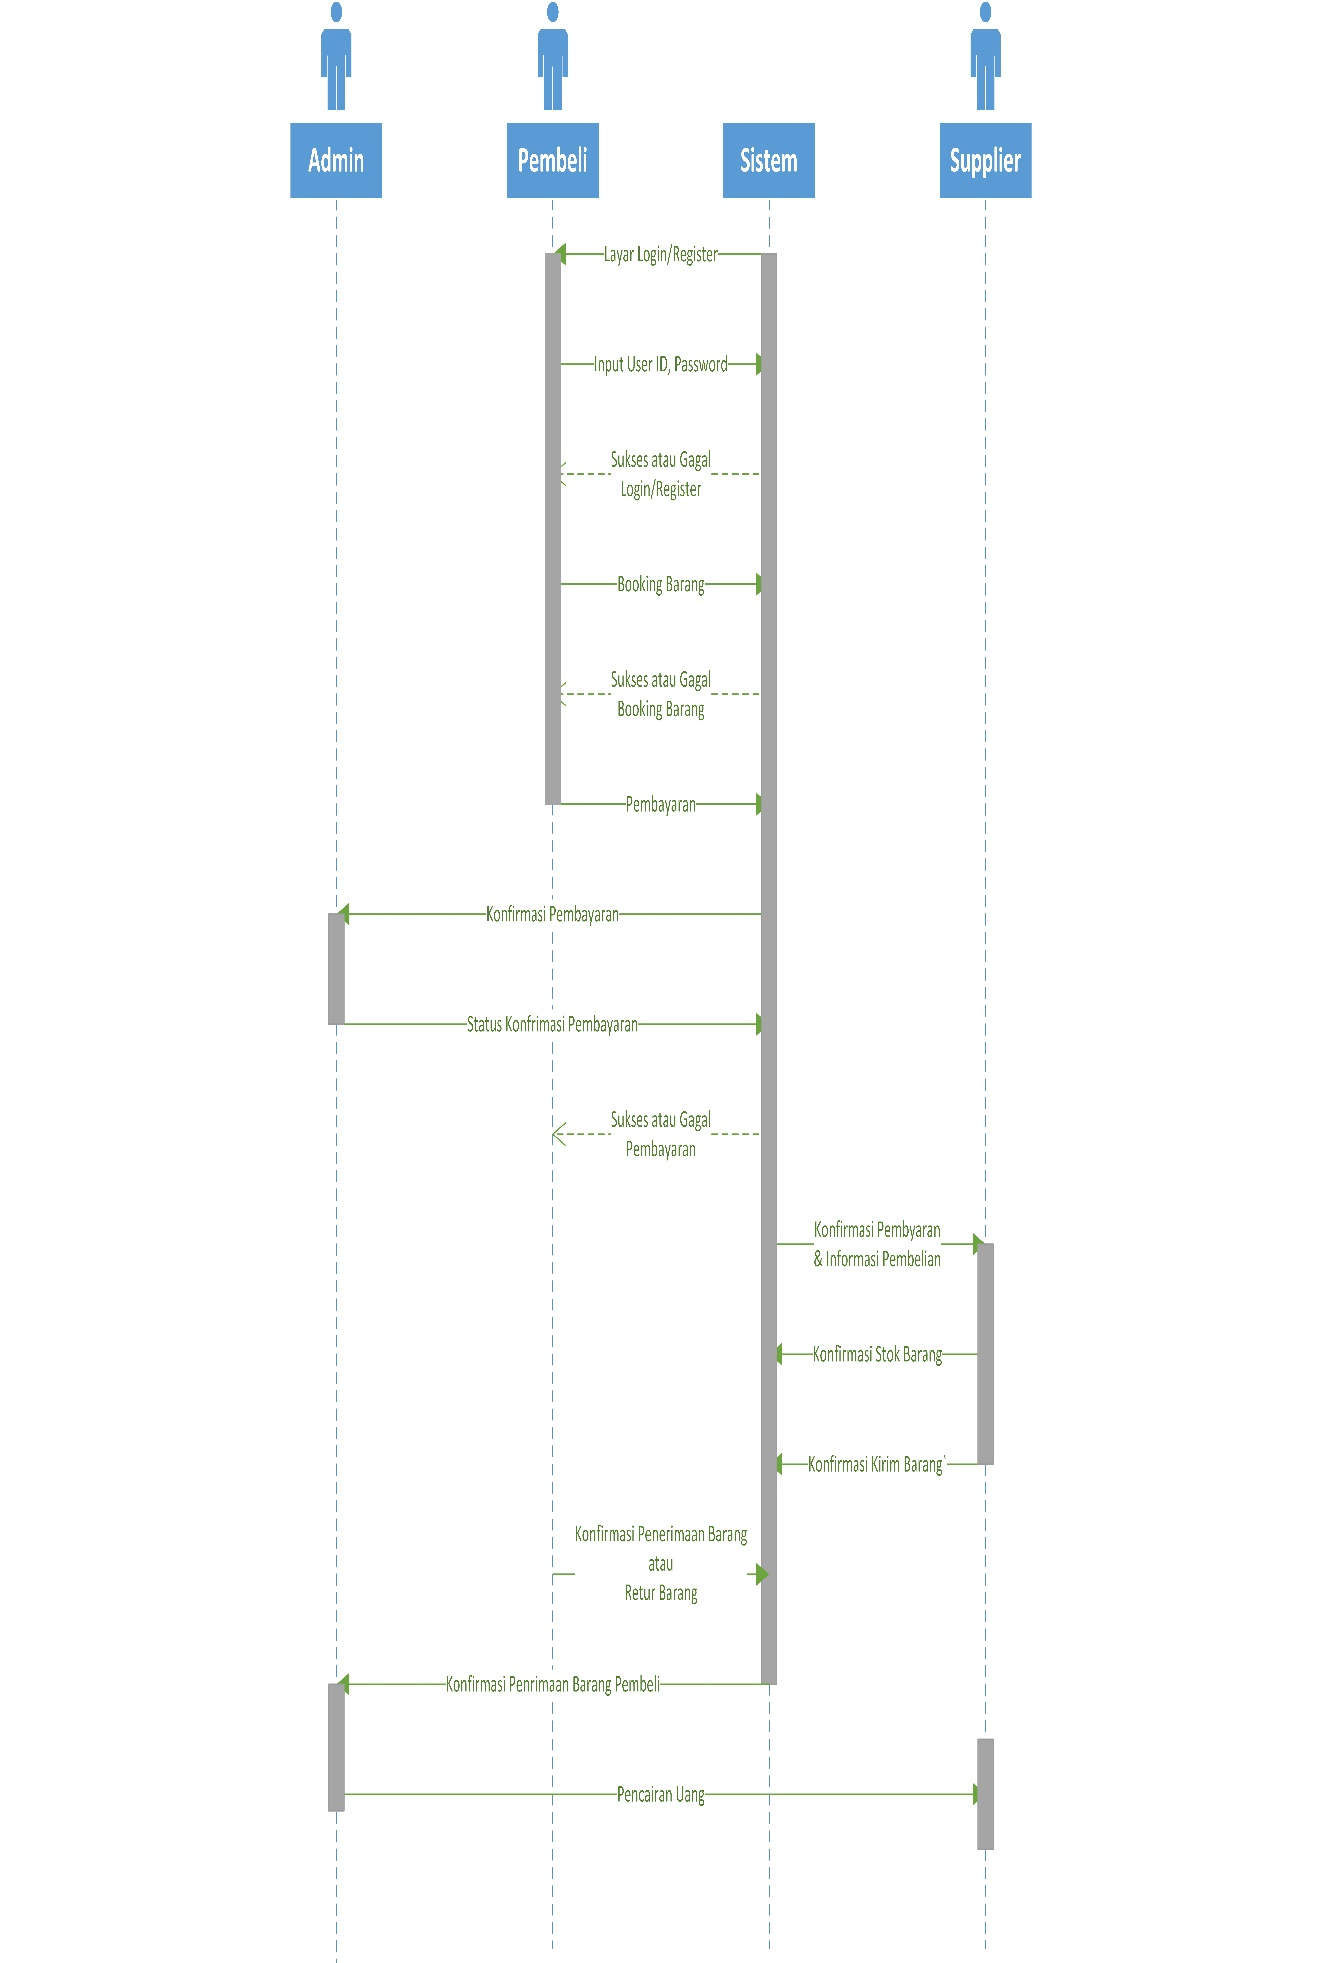 Admin
Pembeli
Sistem
Supplier
Layar Login/Register
Input User ID, Password
Sukses atau Gagal
Login/Register
Booking Barang
Sukses atau Gagal
Booking Barang
Pembayaran
Konfirmasi Pembayaran
Status Konfrimasi Pembayaran
Sukses atau Gagal
Pembayaran
Konfirmasi Pembyaran
& Informasi Pembelian
Konfirmasi Stok Barang
Konfirmasi Kirim Barang`
Konfirmasi Penerimaan Barang
atau
Retur Barang
Konfirmasi Penrimaan Barang Pembeli
Pencairan Uang